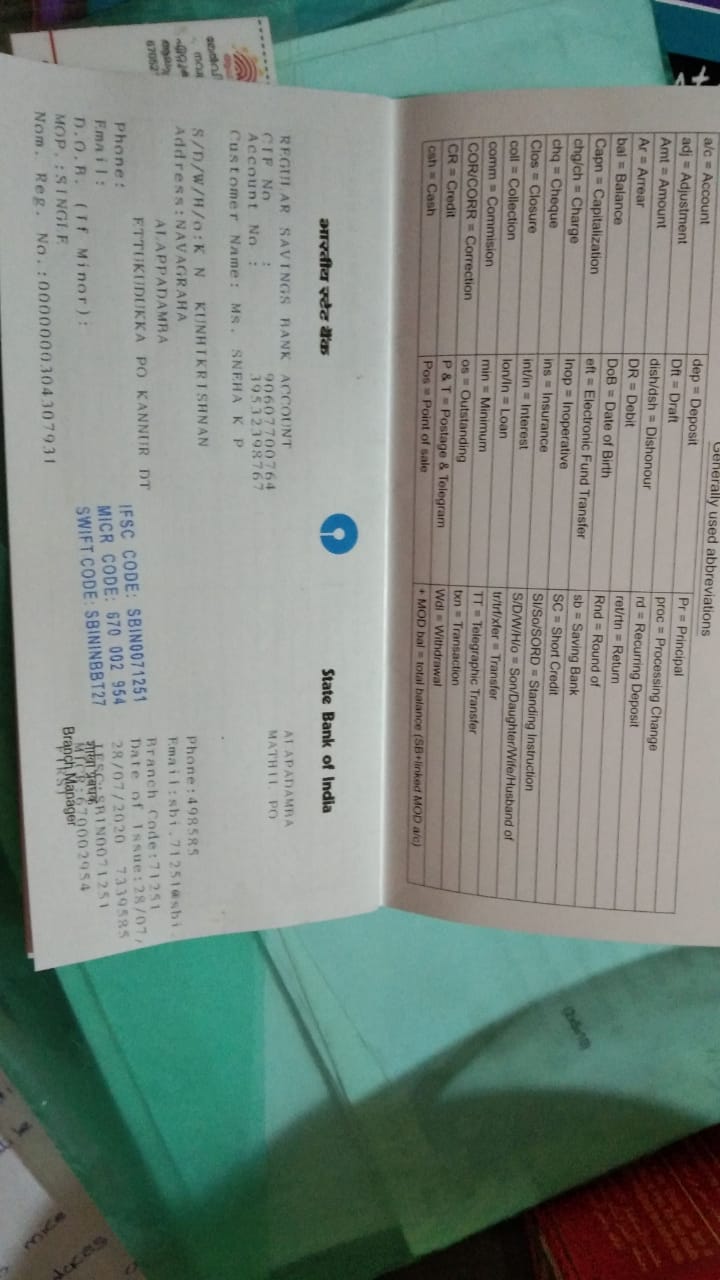 Generally used abbreviations
a/c = Account
adj = Adjustment dep = Deposit Pr = Principal
Amt = Amount Dft = Draft proc = Processing Change
Ar = Arrear dish/dsh = Dishonour rd = Recurring Deposit
bal = Balance DR = Debit ret/rtn = Return
Capn = Capitalization DoB = Date of Birth Rnd = Round of
chg/ch = Charge eft = Electronic Fund Transfer sb = Saving Bank
chq = Cheque Inop = Inoperative SC = Short Credit
Clos = Closure ins = Insurance SI/So/SORD = Standing Instruction
coll = Collection int/in = Interest S/D/W/H/o = Son/Daughter/Wife/Husband of
comm = Commision lon/ln = Loan tr/trf/xfer = Transfer
COR/CORR = Correction min = Minimum TT = Telegraphic Transfer
CR = Credit os = Outstanding txn = Transaction
csh = Cash P & T = Postage & Telegram Wdl = Withdrawal
Pos = Point of sale + MOD bal = total balance (SB+linked MOD a/c)
भारतीय स्टेट बैंक State Bank of India
REGULAR SAVINGS BANK ACCOUNT ALAPADAMBA
CIF No : 90607700764 MATHIL PO
Account No : 39532398767
Customer Name: MS. SNEHA K P
S/D/W/H/o:K N KUNHIKRISHNAN Phone:498585
Address:NAVAGRAHA Email:sbi.71251@sbi.
ALAPPADAMBA Branch Code:71251
ETTUKUDUKKA PO KANNUR DT Date of Issue:28/07/
Phone: IFSC CODE: SBIN0071251 28/07/2020 7339585
Email: MICR CODE: 670 002 954 IFSC:SBIN0071251
D.O.B. (If Minor): SWIFT CODE: SBININBBT27 MICR:670002954
MOP.:SINGLE Branch Manager
Nom. Reg. No.:0000000304307931